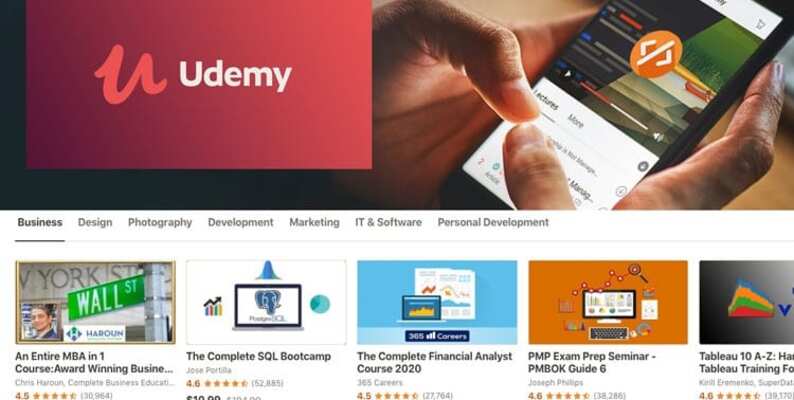 Udemy
Lectures
More
Business
Design
Photography
Development
Marketing
IT & Software
Personal Development
WALL ST
HAROUN
PostgreSQL
365 Careers
An Entire MBA in 1
Course:Award Winning Busine...
Chris Haroun, Complete Business Educati...
4.5 (30,964)
The Complete SQL Bootcamp
Jose Portilla
4.6 (52,885)
The Complete Financial Analyst
Course 2020
365 Careers
4.5 (27,764)
PMP Exam Prep Seminar -
PMBOK Guide 6
Joseph Phillips
4.6 (38,286)
Tableau 10 A-Z: Ha
Tableau Training Fo
Kirill Eremenko, SuperData
4.6 (39,170)